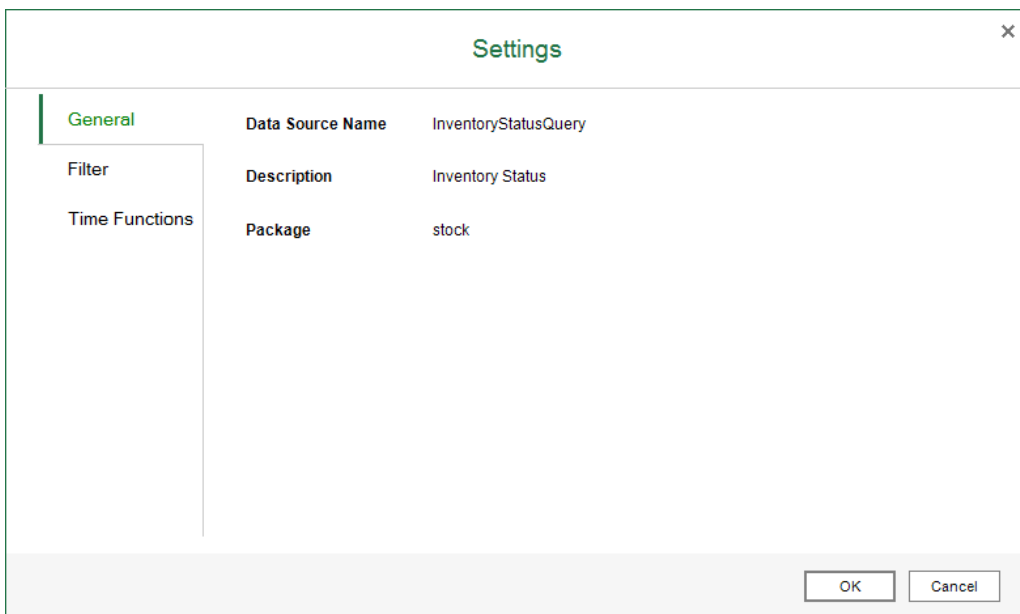 Settings
×
General
Data Source Name InventoryStatusQuery
Filter
Description Inventory Status
Time Functions
Package stock
OK Cancel